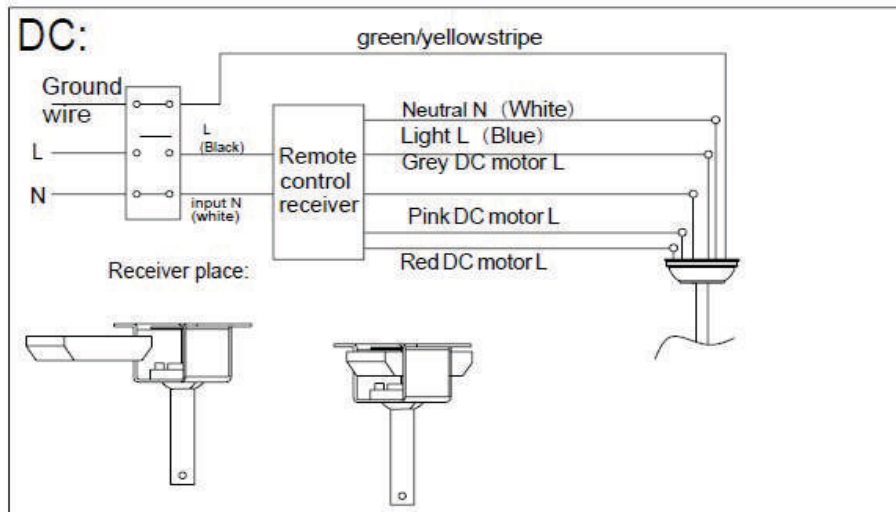 DC:
green/yellowstripe
Ground
wire
L
N
L
(Black)
input N
(white)
Remote
control
receiver
Neutral N（White）
Light L（Blue）
Grey DC motor L
Pink DC motor L
Red DC motor L
Receiver place: